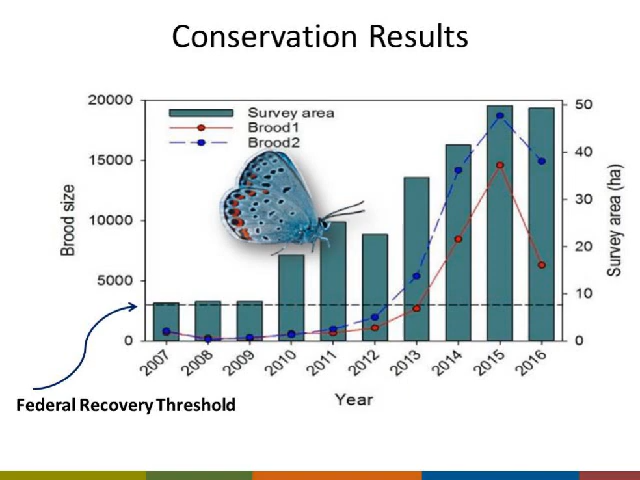 Conservation Results
20000
15000
10000
5000
0
Brood size
Survey area
Brood1
Brood2
50
40
30
20
10
0
Survey area (ha)
2007
2008
2009
2010
2011
2012
2013
2014
2015
2016
Year
Federal Recovery Threshold